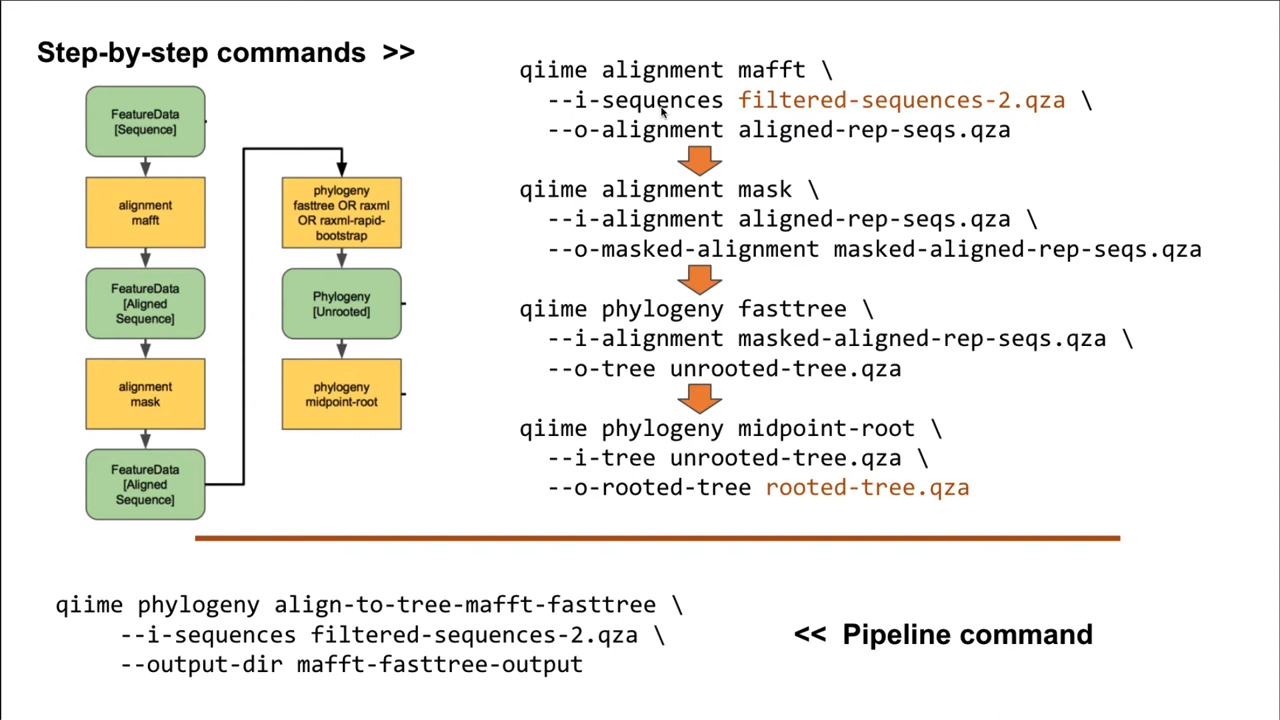 Step-by-step commands >>
FeatureData
[Sequence]
alignment
mafft
FeatureData
[Aligned
Sequence]
alignment
mask
FeatureData
[Aligned
Sequence]
phylogeny
fasttree OR raxml
OR raxml-rapid-
bootstrap
Phylogeny
[Unrooted]
phylogeny
midpoint-root
qiime alignment mafft \
--i-sequences filtered-sequences-2.qza \
--o-alignment aligned-rep-seqs.qza
qiime alignment mask \
--i-alignment aligned-rep-seqs.qza \
--o-masked-alignment masked-aligned-rep-seqs.qza
qiime phylogeny fasttree \
--i-alignment masked-aligned-rep-seqs.qza \
--o-tree unrooted-tree.qza
qiime phylogeny midpoint-root \
--i-tree unrooted-tree.qza \
--o-rooted-tree rooted-tree.qza
qiime phylogeny align-to-tree-mafft-fasttree \
--i-sequences filtered-sequences-2.qza \
--output-dir mafft-fasttree-output
<< Pipeline command